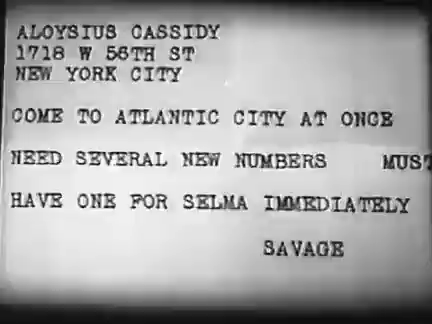 ALOYSIUS CASSIDY
1718 W 56TH ST
NEW YORK CITY
COME TO ATLANTIC CITY AT ONCE
NEED SEVERAL NEW NUMBERS MUST
HAVE ONE FOR SELMA IMMEDIATELY
SAVAGE